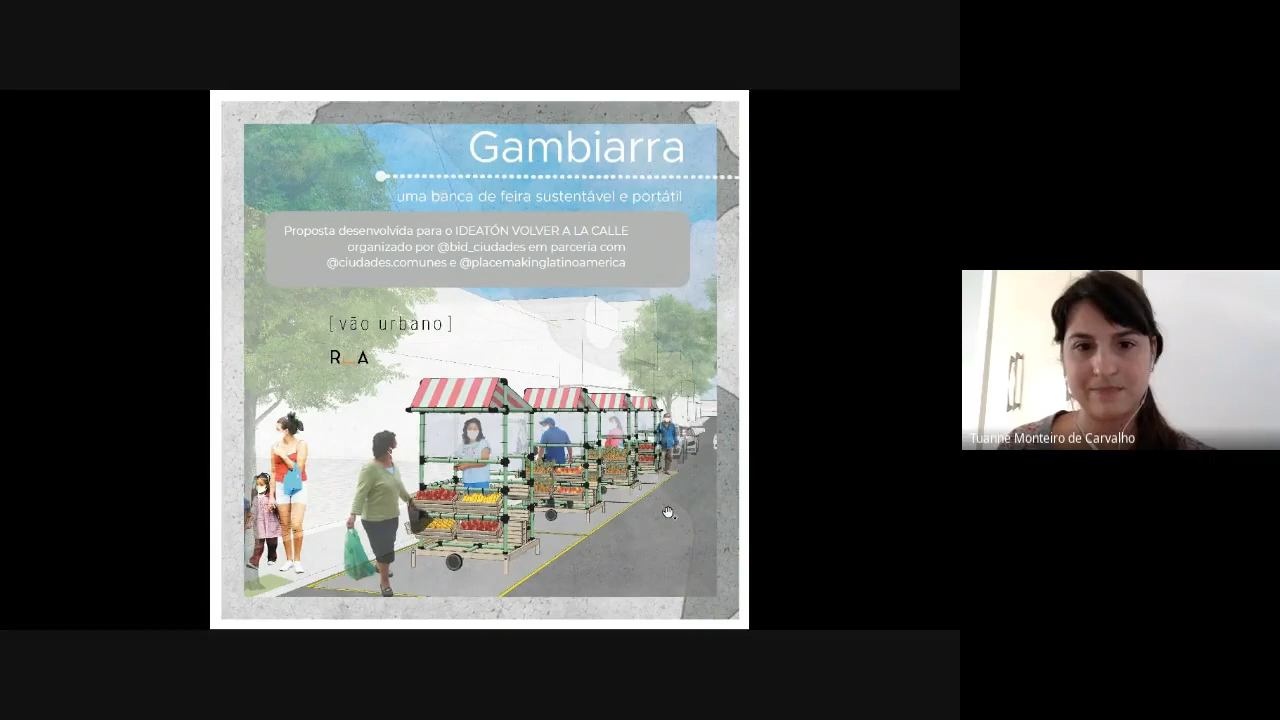 Gambiarra
uma banca de feira sustentável e portátil
Proposta desenvolvida para o IDEATÓN VOLVER A LA CALLE
organizado por @bid_ciudades em parceria com
@ciudades.comunes e @placemakinglatinoamerica
[vão urbano]
R_A
Tuanne Monteiro de Carvalho